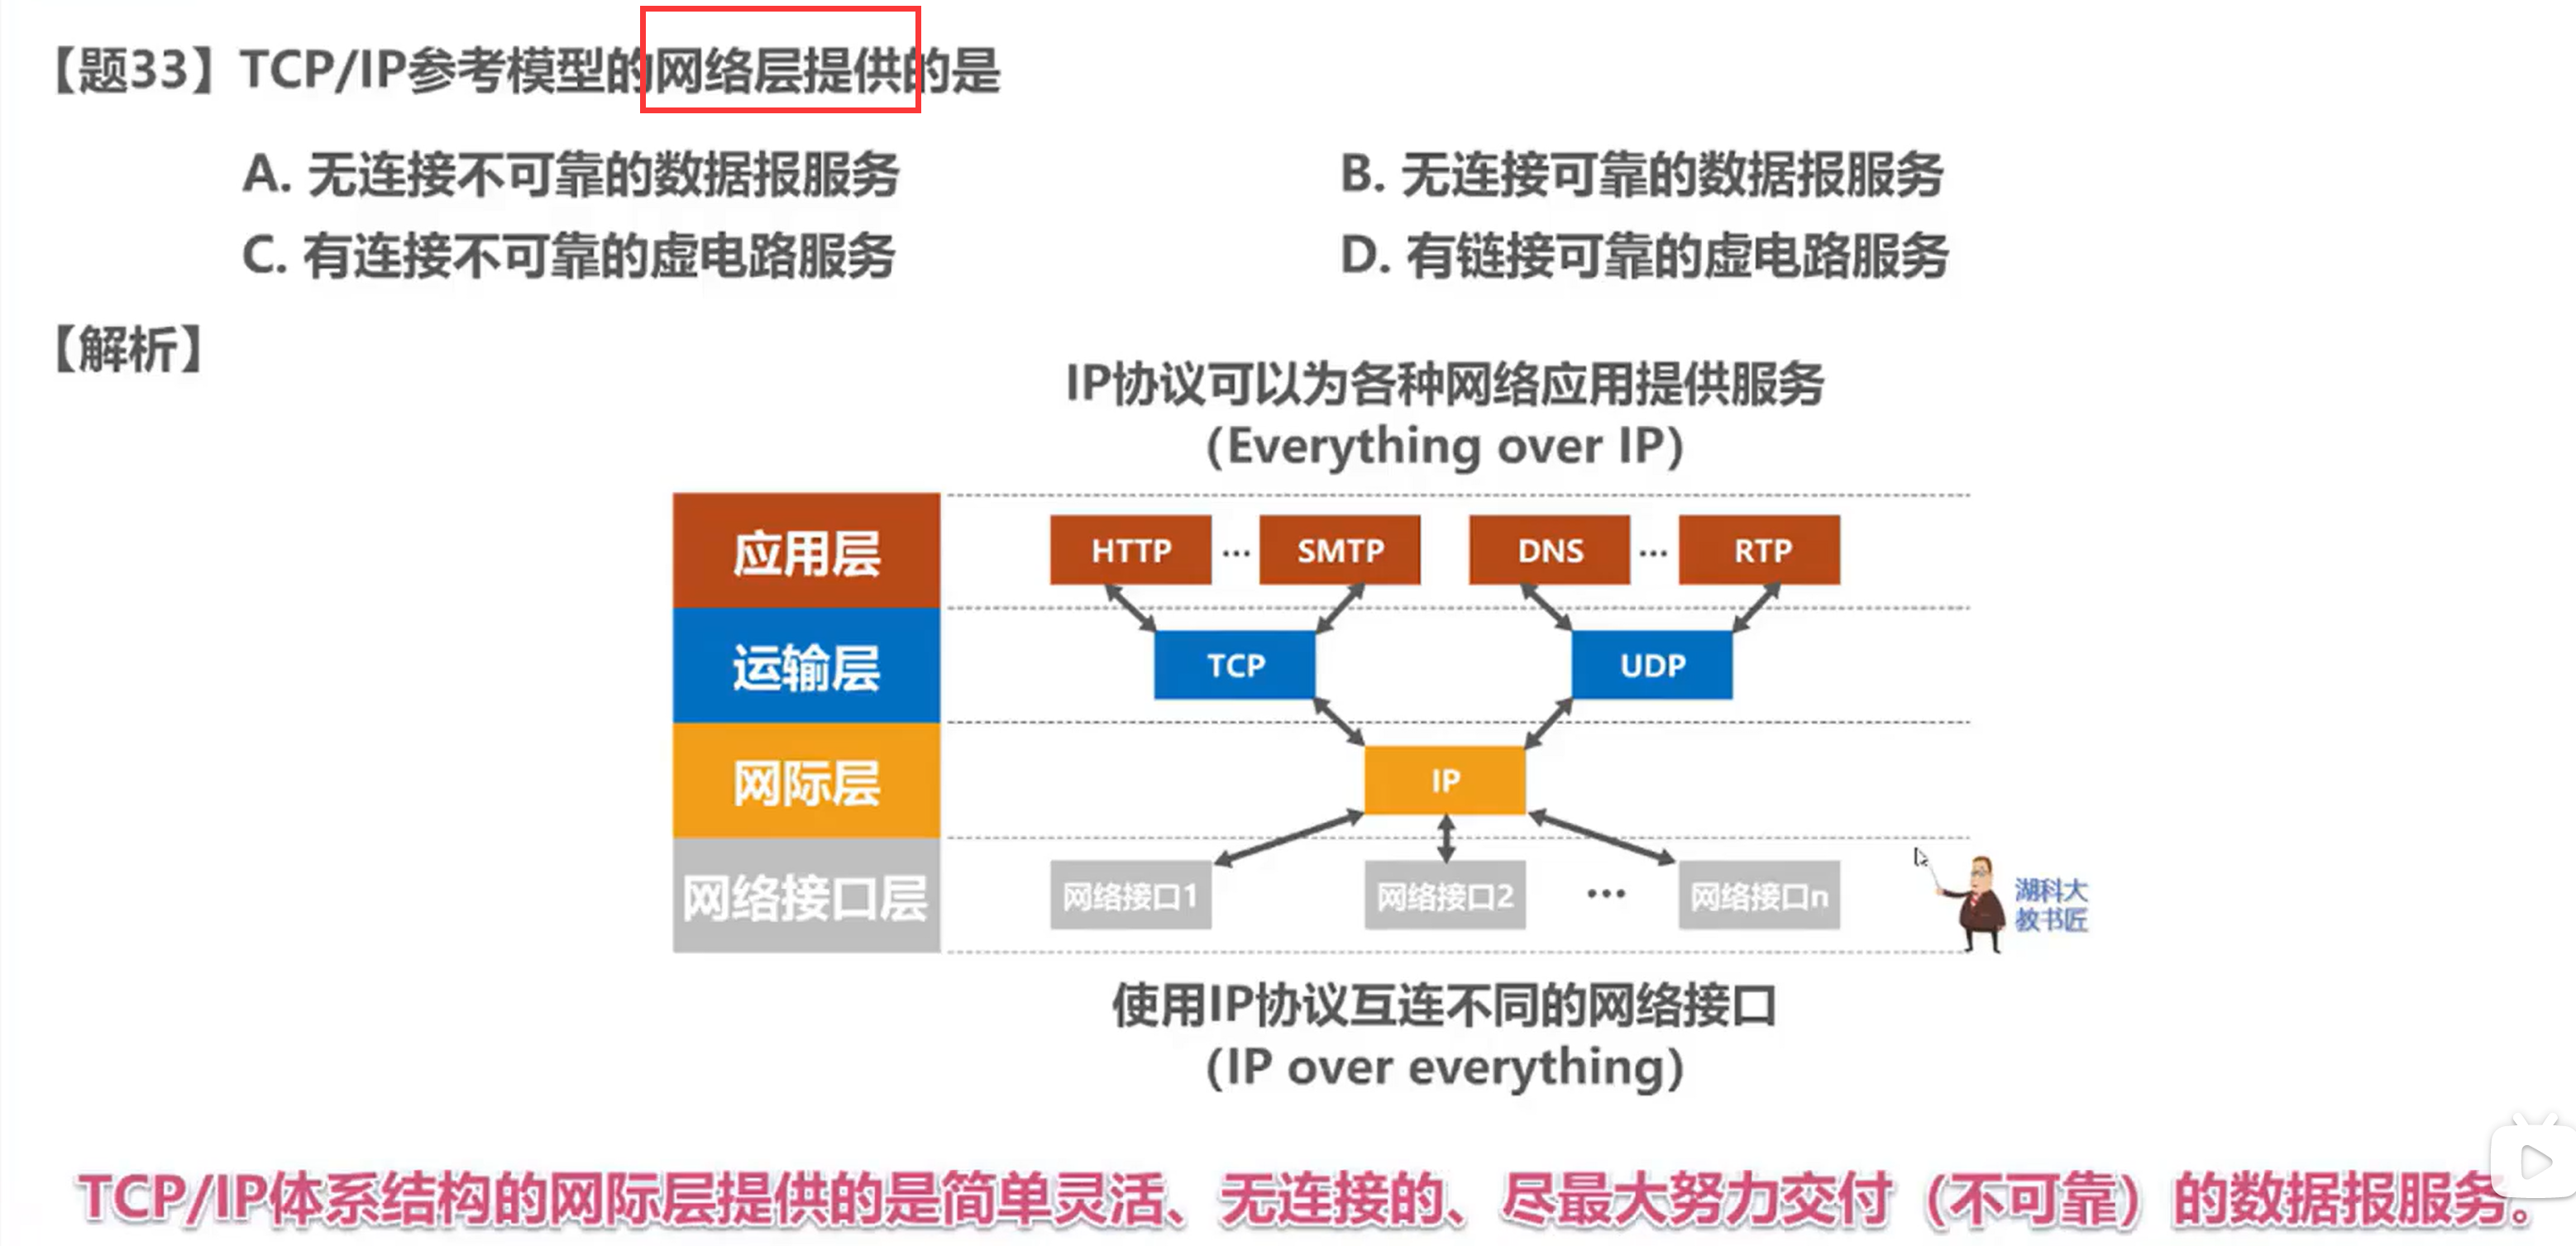 【题33】TCP/IP参考模型的网络层提供的是
A. 无连接不可靠的数据报服务
B. 无连接可靠的数据报服务
C. 有连接不可靠的虚电路服务
D. 有链接可靠的虚电路服务
【解析】
IP协议可以为各种网络应用提供服务
（Everything over IP）
应用层
HTTP ... SMTP DNS ... RTP
运输层
TCP UDP
网际层
IP
网络接口层
网络接口1 网络接口2 ... 网络接口n
湖科大
教书匠
使用IP协议互连不同的网络接口
（IP over everything）
TCP/IP体系结构的网际层提供的是简单灵活、无连接的、尽最大努力交付（不可靠）的数据报服务。